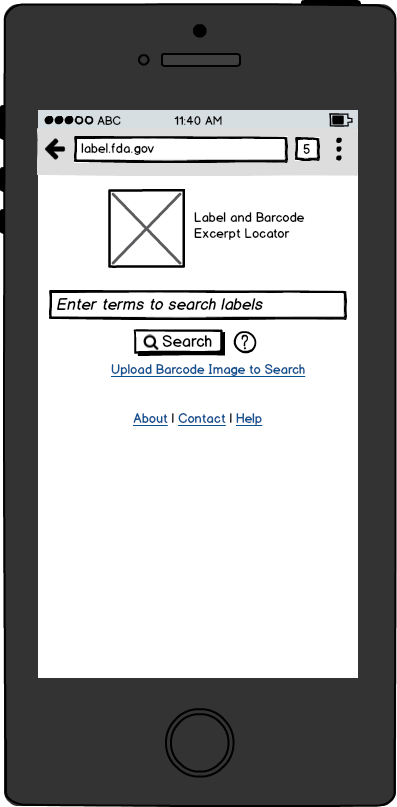 ABC 11:40 AM
label.fda.gov 5
Label and Barcode
Excerpt Locator
Enter terms to search labels
Search ?
Upload Barcode Image to Search
About | Contact | Help